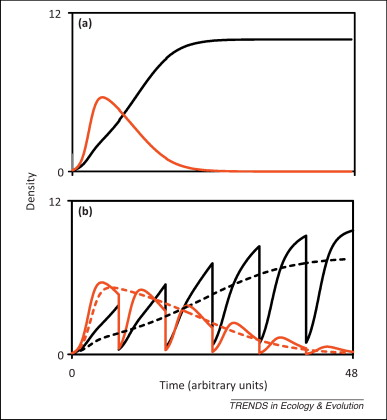 12
(a)
0
Density
12
(b)
0
0
48
Time (arbitrary units)
TRENDS in Ecology & Evolution